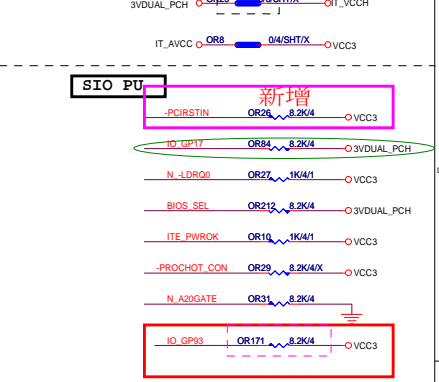 3VDUAL_PCH 0/8/SHT/X IT_VCCH
IT_AVCC OR8 0/4/SHT/X VCC3
SIO PU
新增
-PCIRSTIN OR26 8.2K/4 VCC3
IO_GP17 OR84 8.2K/4 3VDUAL_PCH
N_-LDRQ0 OR27 1K/4/1 VCC3
BIOS_SEL OR212 8.2K/4 3VDUAL_PCH
ITE_PWROK OR10 1K/4/1 VCC3
-PROCHOT_CON OR29 8.2K/4/X VCC3
N_A20GATE OR31 8.2K/4
IO_GP93 OR171 8.2K/4 VCC3